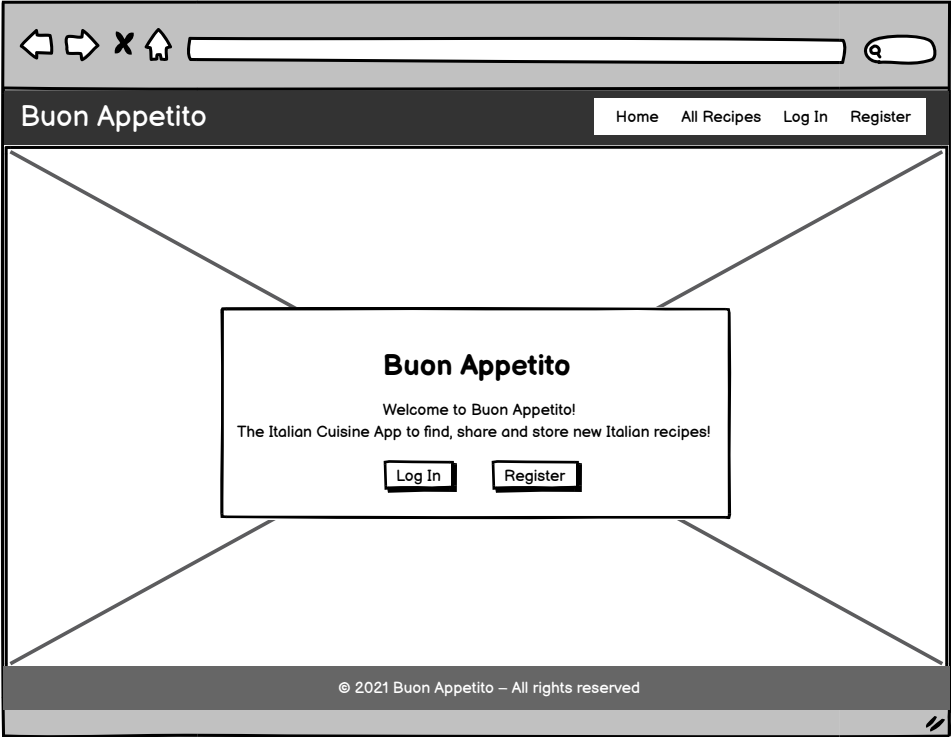 Buon Appetito
Home All Recipes Log In Register
Buon Appetito
Welcome to Buon Appetito!
The Italian Cuisine App to find, share and store new Italian recipes!
Log In Register
© 2021 Buon Appetito – All rights reserved